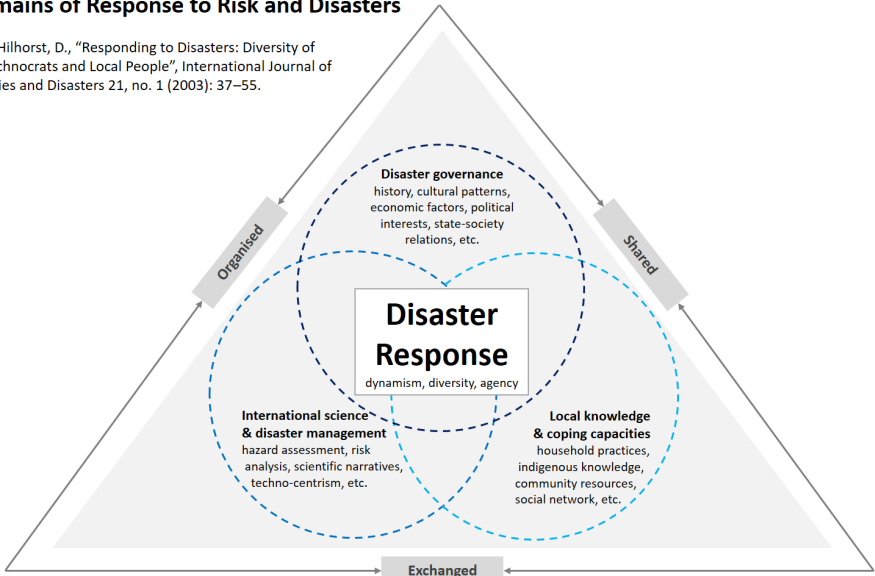 mains of Response to Risk and Disasters
Hilhorst, D., “Responding to Disasters: Diversity of
chnocrats and Local People”, International Journal of
ies and Disasters 21, no. 1 (2003): 37–55.
Disaster governance
history, cultural patterns,
economic factors, political
interests, state-society
relations, etc.
Organised
Shared
Disaster
Response
dynamism, diversity, agency
International science
& disaster management
hazard assessment, risk
analysis, scientific narratives,
techno-centrism, etc.
Local knowledge
& coping capacities
household practices,
indigenous knowledge,
community resources,
social network, etc.
Exchanged